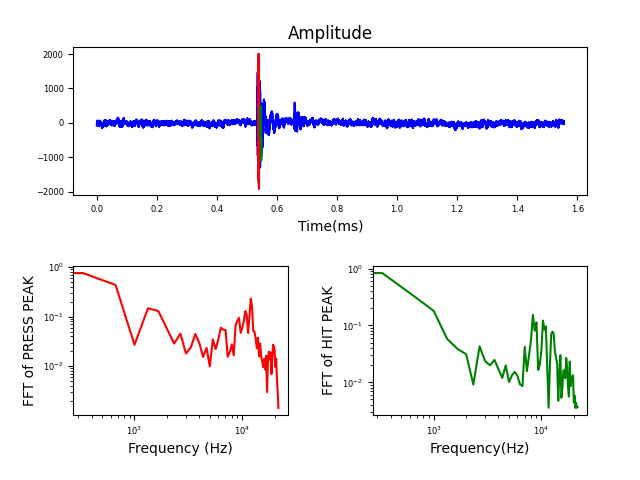 Amplitude
2000
1000
0
−1000
−2000
0.0 0.2 0.4 0.6 0.8 1.0 1.2 1.4 1.6
Time(ms)
FFT of PRESS PEAK
10⁰
10⁻¹
10⁻²
10³ 10⁴
Frequency (Hz)
FFT of HIT PEAK
10⁰
10⁻¹
10⁻²
10³ 10⁴
Frequency(Hz)